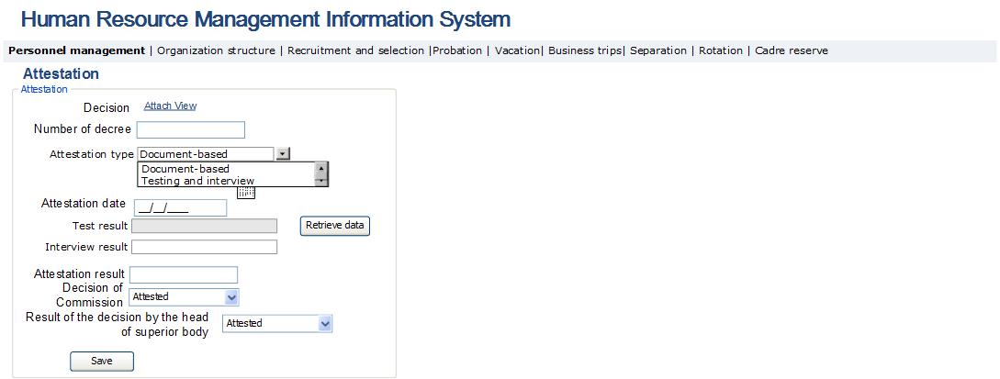 Human Resource Management Information System
Personnel management | Organization structure | Recruitment and selection |Probation | Vacation| Business trips| Separation | Rotation | Cadre reserve
Attestation
Attestation
Decision Attach View
Number of decree
Attestation type Document-based
Document-based
Testing and interview
Attestation date __/__/____
Test result Retrieve data
Interview result
Attestation result
Decision of
Commission Attested
Result of the decision by the head
of superior body Attested
Save